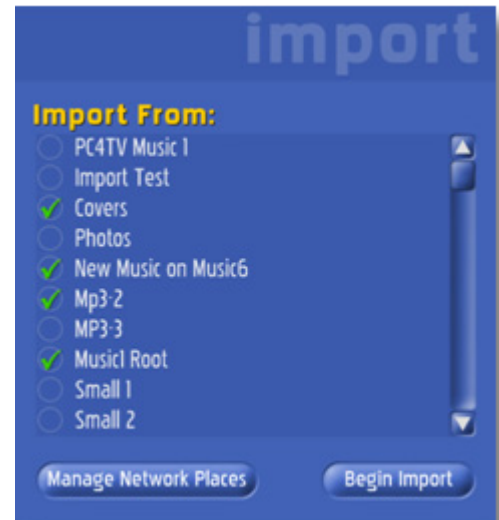 import
Import From:
PC4TV Music 1
Import Test
Covers
Photos
New Music on Music6
Mp3-2
MP3-3
Music1 Root
Small 1
Small 2
Manage Network Places
Begin Import